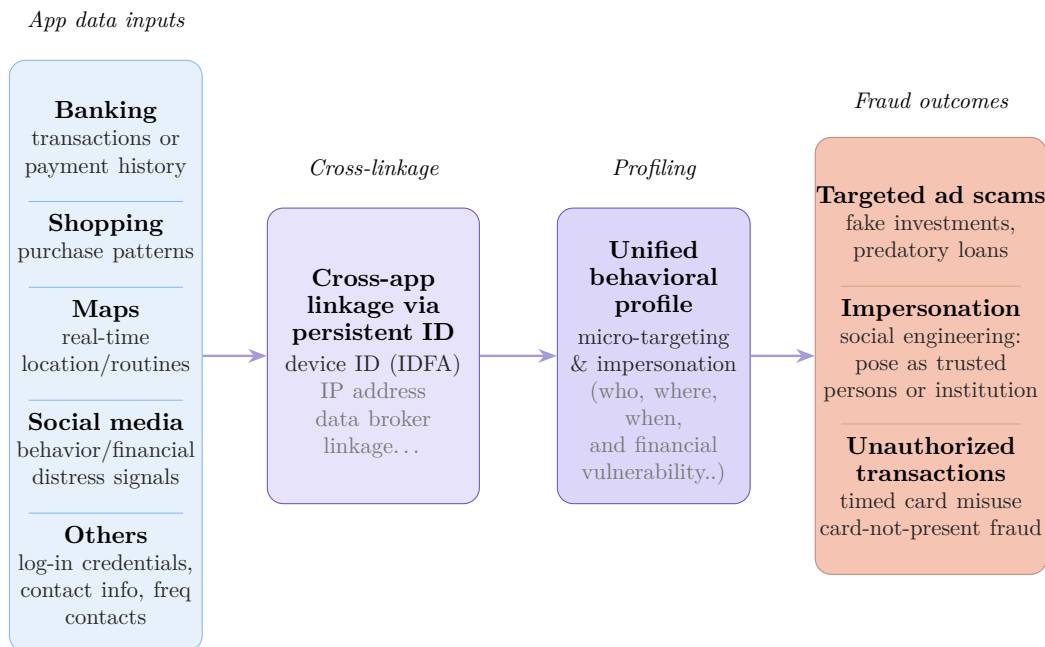 App data inputs
Banking
transactions or
payment history
Shopping
purchase patterns
Maps
real-time
location/routines
Social media
behavior/financial
distress signals
Others
log-in credentials,
contact info, freq
contacts
Cross-linkage
Cross-app
linkage via
persistent ID
device ID (IDFA)
IP address
data broker
linkage...
Profiling
Unified
behavioral
profile
micro-targeting
& impersonation
(who, where,
when,
and financial
vulnerability..)
Fraud outcomes
Targeted ad scams
fake investments,
predatory loans
Impersonation
social engineering:
pose as trusted
persons or institution
Unauthorized
transactions
timed card misuse
card-not-present fraud